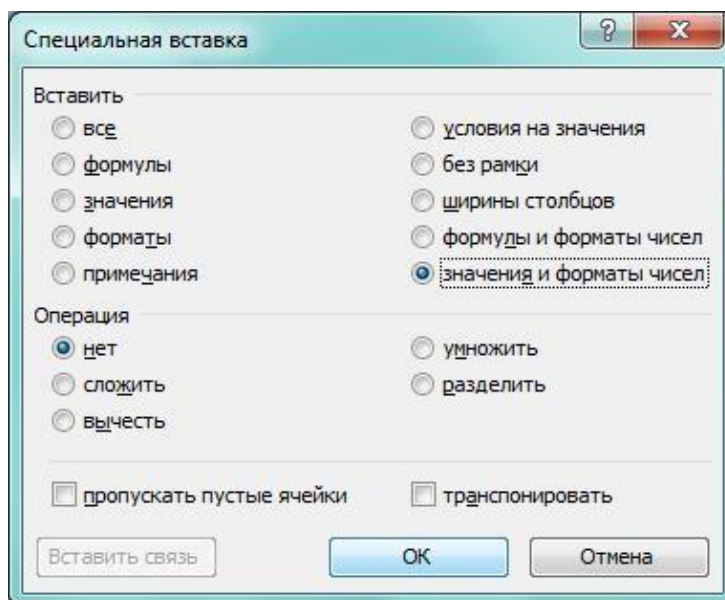 Специальная вставка
Вставить
все
условия на значения
формулы
без рамки
значения
ширины столбцов
форматы
формулы и форматы чисел
примечания
значения и форматы чисел
Операция
нет
умножить
сложить
разделить
вычесть
пропускать пустые ячейки
транспонировать
Вставить связь
ОК
Отмена